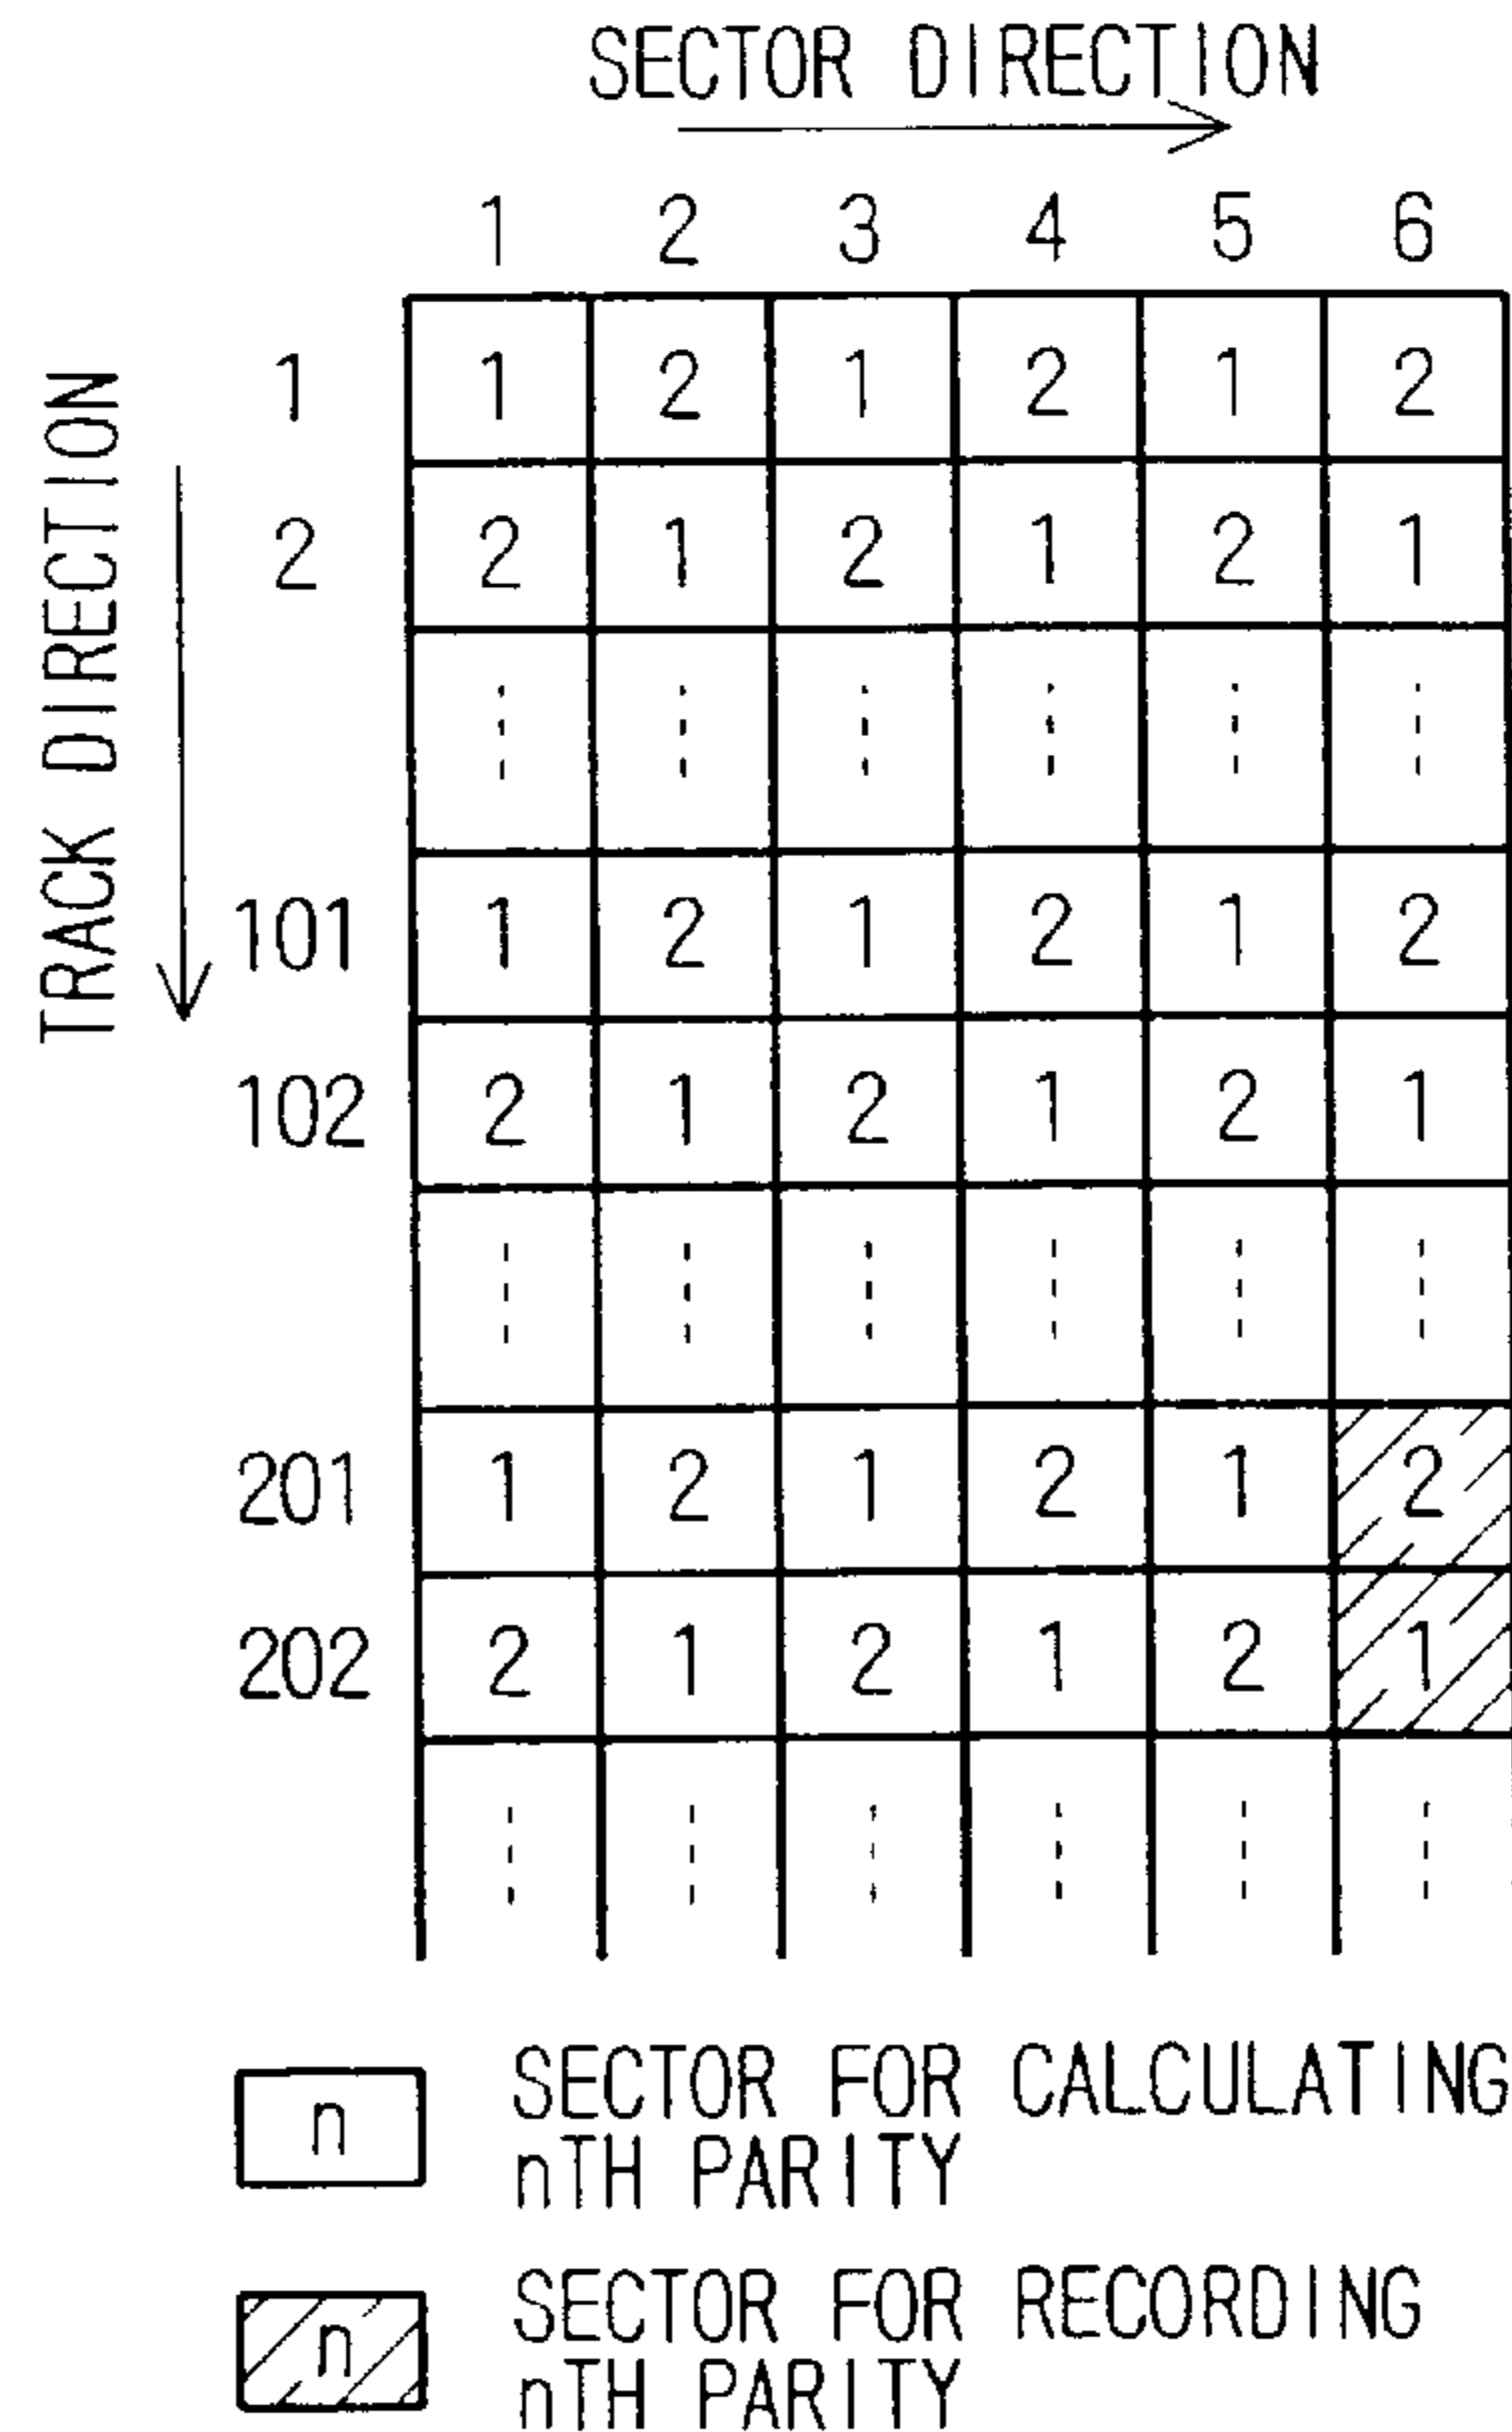 SECTOR DIRECTION
1 2 3 4 5 6
TRACK DIRECTION
1 1 2 1 2 1 2
2 2 1 2 1 2 1
101 1 2 1 2 1 2
102 2 1 2 1 2 1
201 1 2 1 2 1 2
202 2 1 2 1 2 1
n SECTOR FOR CALCULATING
nTH PARITY
n SECTOR FOR RECORDING
nTH PARITY